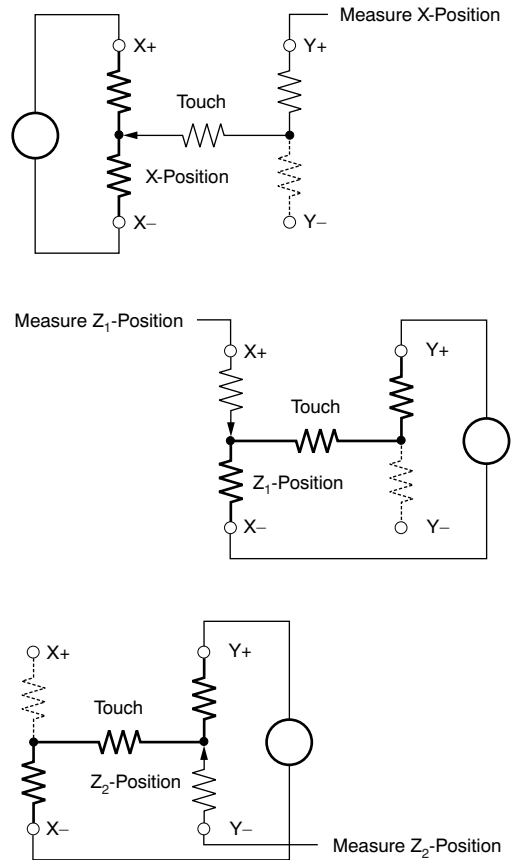 Measure X-Position
X+
Y+
Touch
X-Position
X–
Y–
Measure Z₁-Position
X+
Y+
Touch
Z₁-Position
X–
Y–
X+
Y+
Touch
Z₂-Position
X–
Y–
Measure Z₂-Position